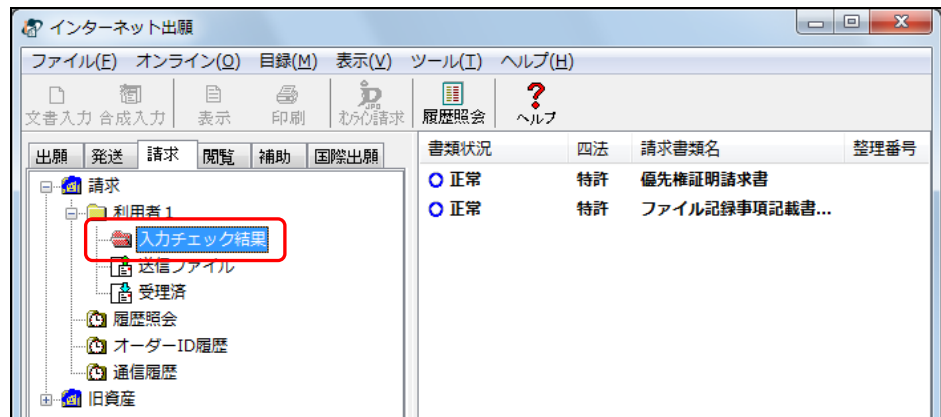 インターネット出願
ファイル(F) オンライン(O) 目録(M) 表示(V) ツール(T) ヘルプ(H)
文書入力 合成入力 表示 印刷 オンライン請求 履歴照会 ヘルプ
出願 発送 請求 閲覧 補助 国際出願
書類状況 四法 請求書類名 整理番号
正常 特許 優先権証明請求書
正常 特許 ファイル記録事項記載書...
請求
利用者1
入力チェック結果
送信ファイル
受理済
履歴照会
オーダーID履歴
通信履歴
旧資産